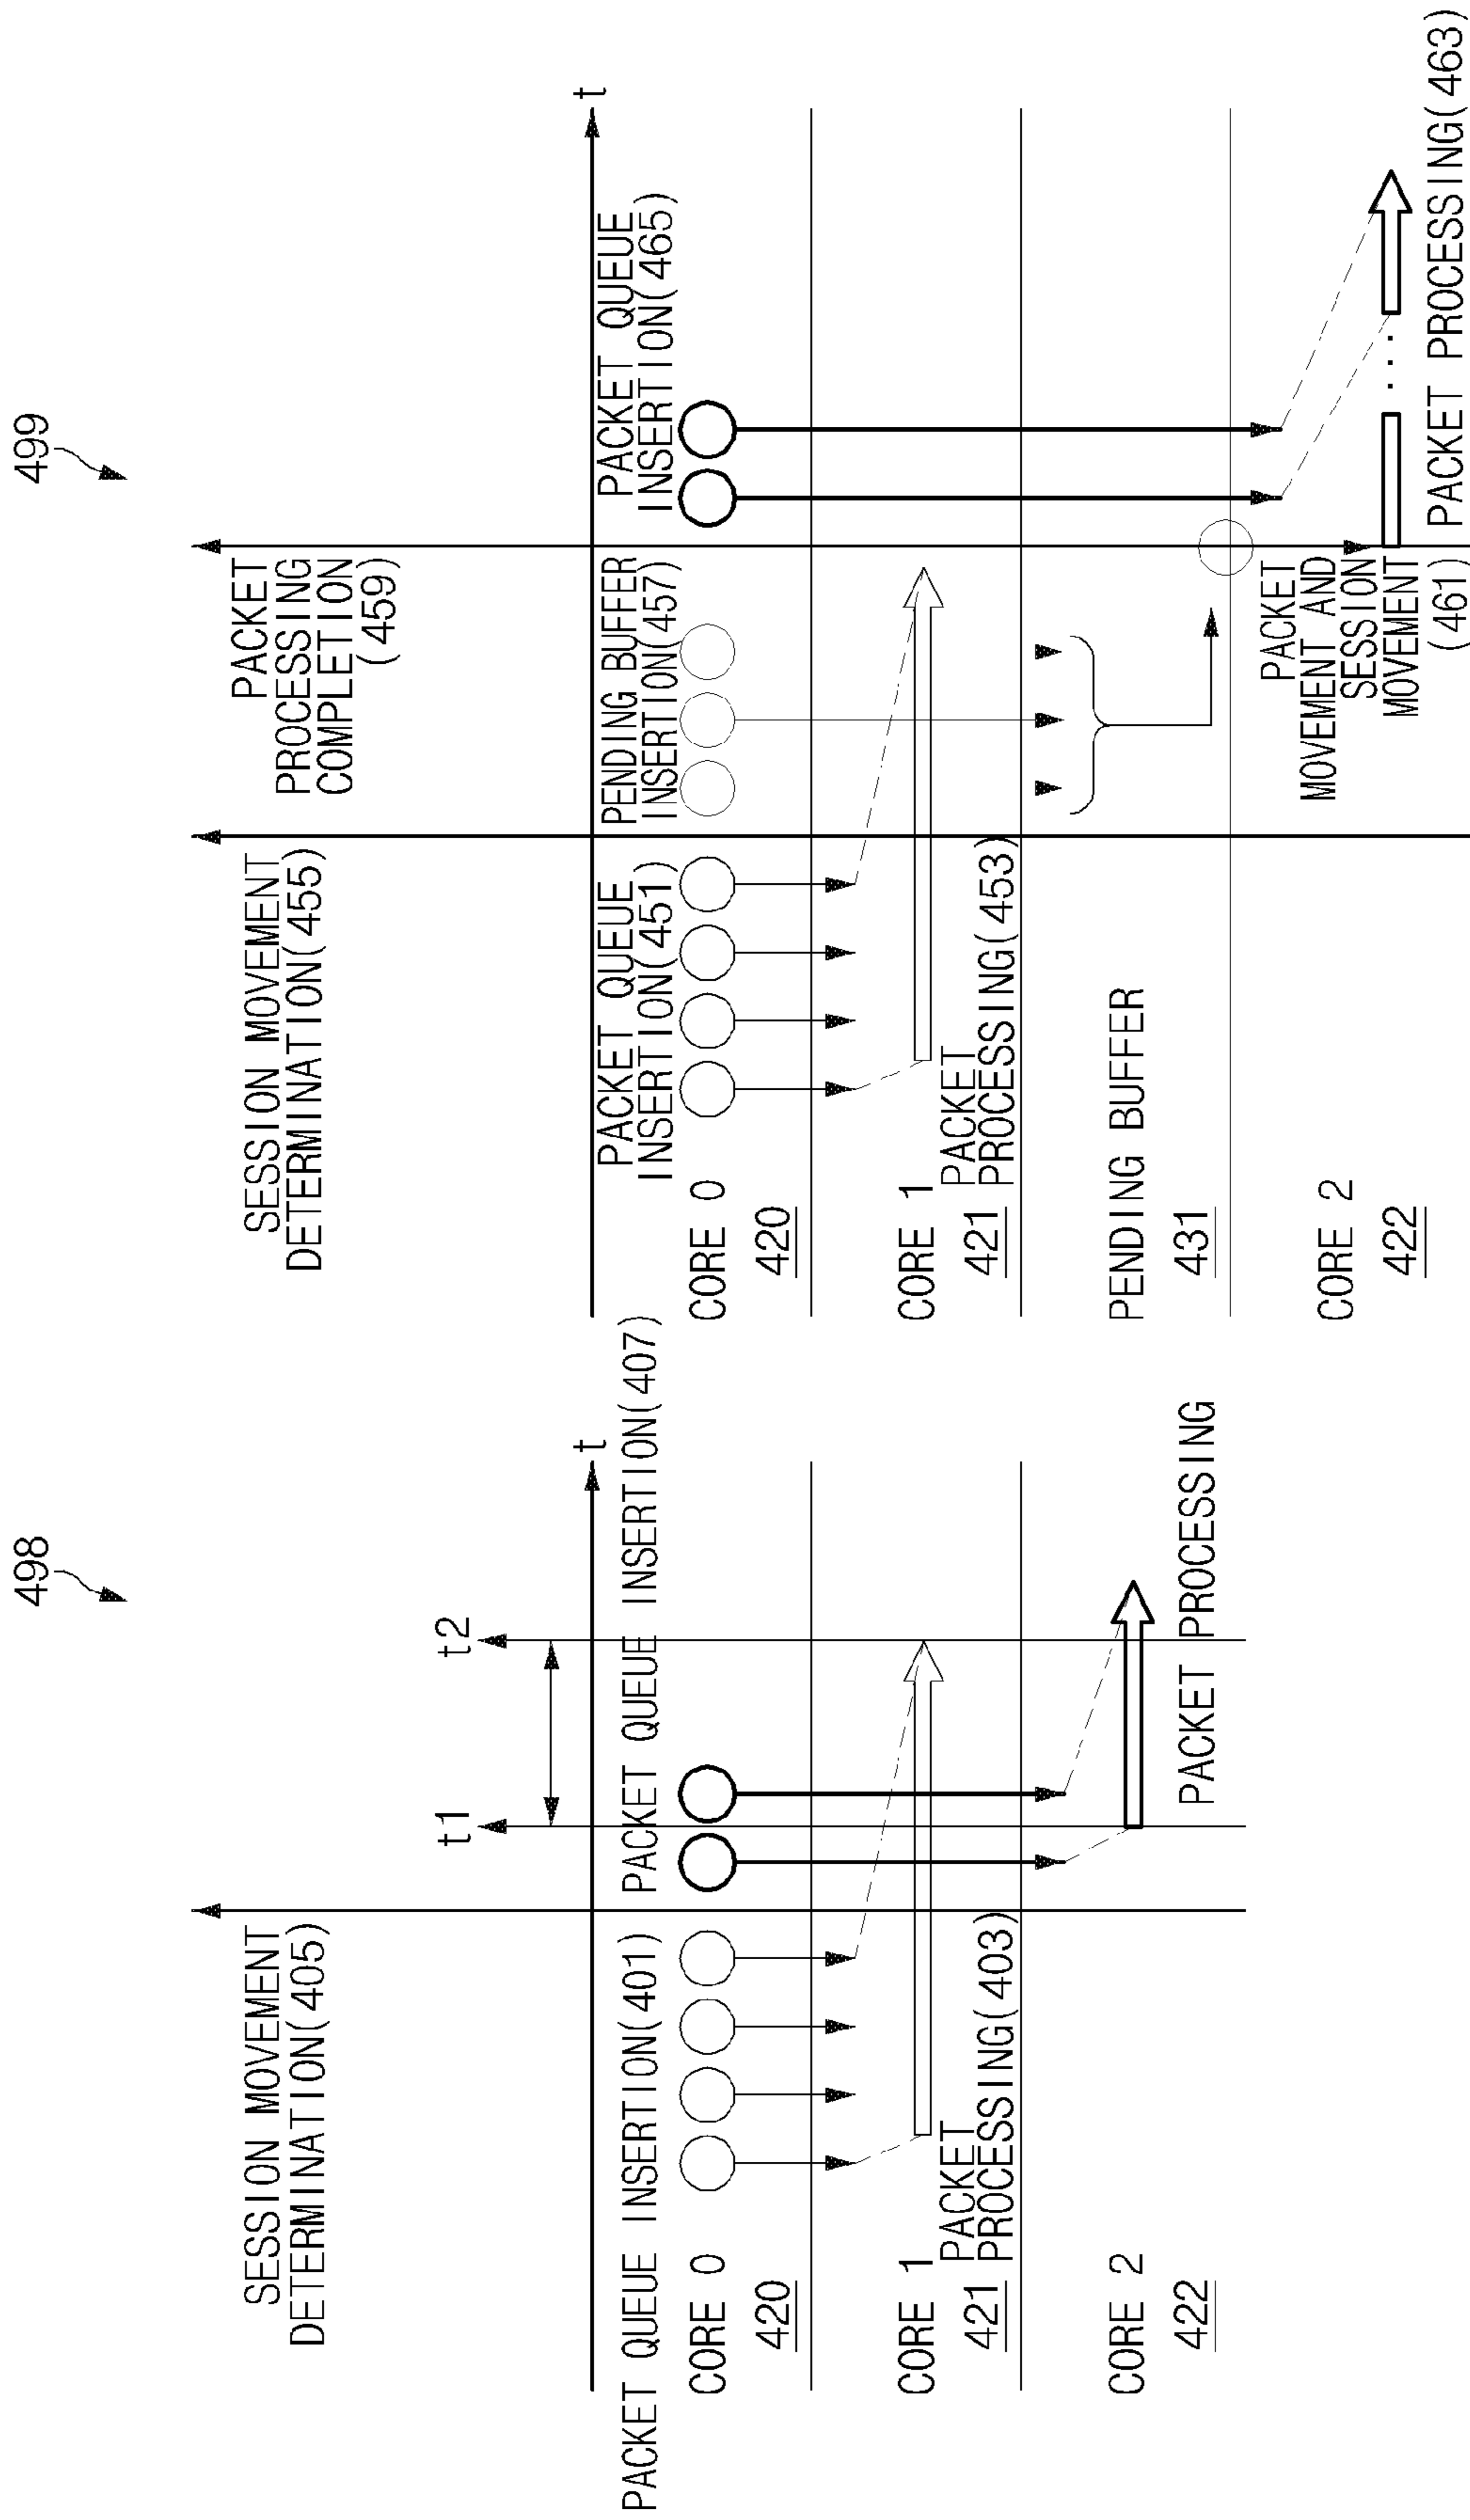 498
SESSION MOVEMENT
DETERMINATION(405)
t1
t2
t
PACKET QUEUE INSERTION(401)
PACKET QUEUE INSERTION(407)
CORE 0
420
CORE 1
421
PACKET
PROCESSING(403)
CORE 2
422
PACKET PROCESSING
499
SESSION MOVEMENT
DETERMINATION(455)
PACKET
PROCESSING
COMPLETION
(459)
t
PACKET QUEUE
INSERTION(451)
PENDING BUFFER
INSERTION(457)
PACKET QUEUE
INSERTION(465)
CORE 0
420
CORE 1
421
PACKET
PROCESSING(453)
PENDING BUFFER
431
CORE 2
422
PACKET
MOVEMENT AND
SESSION
MOVEMENT
(461)
PACKET PROCESSING(463)